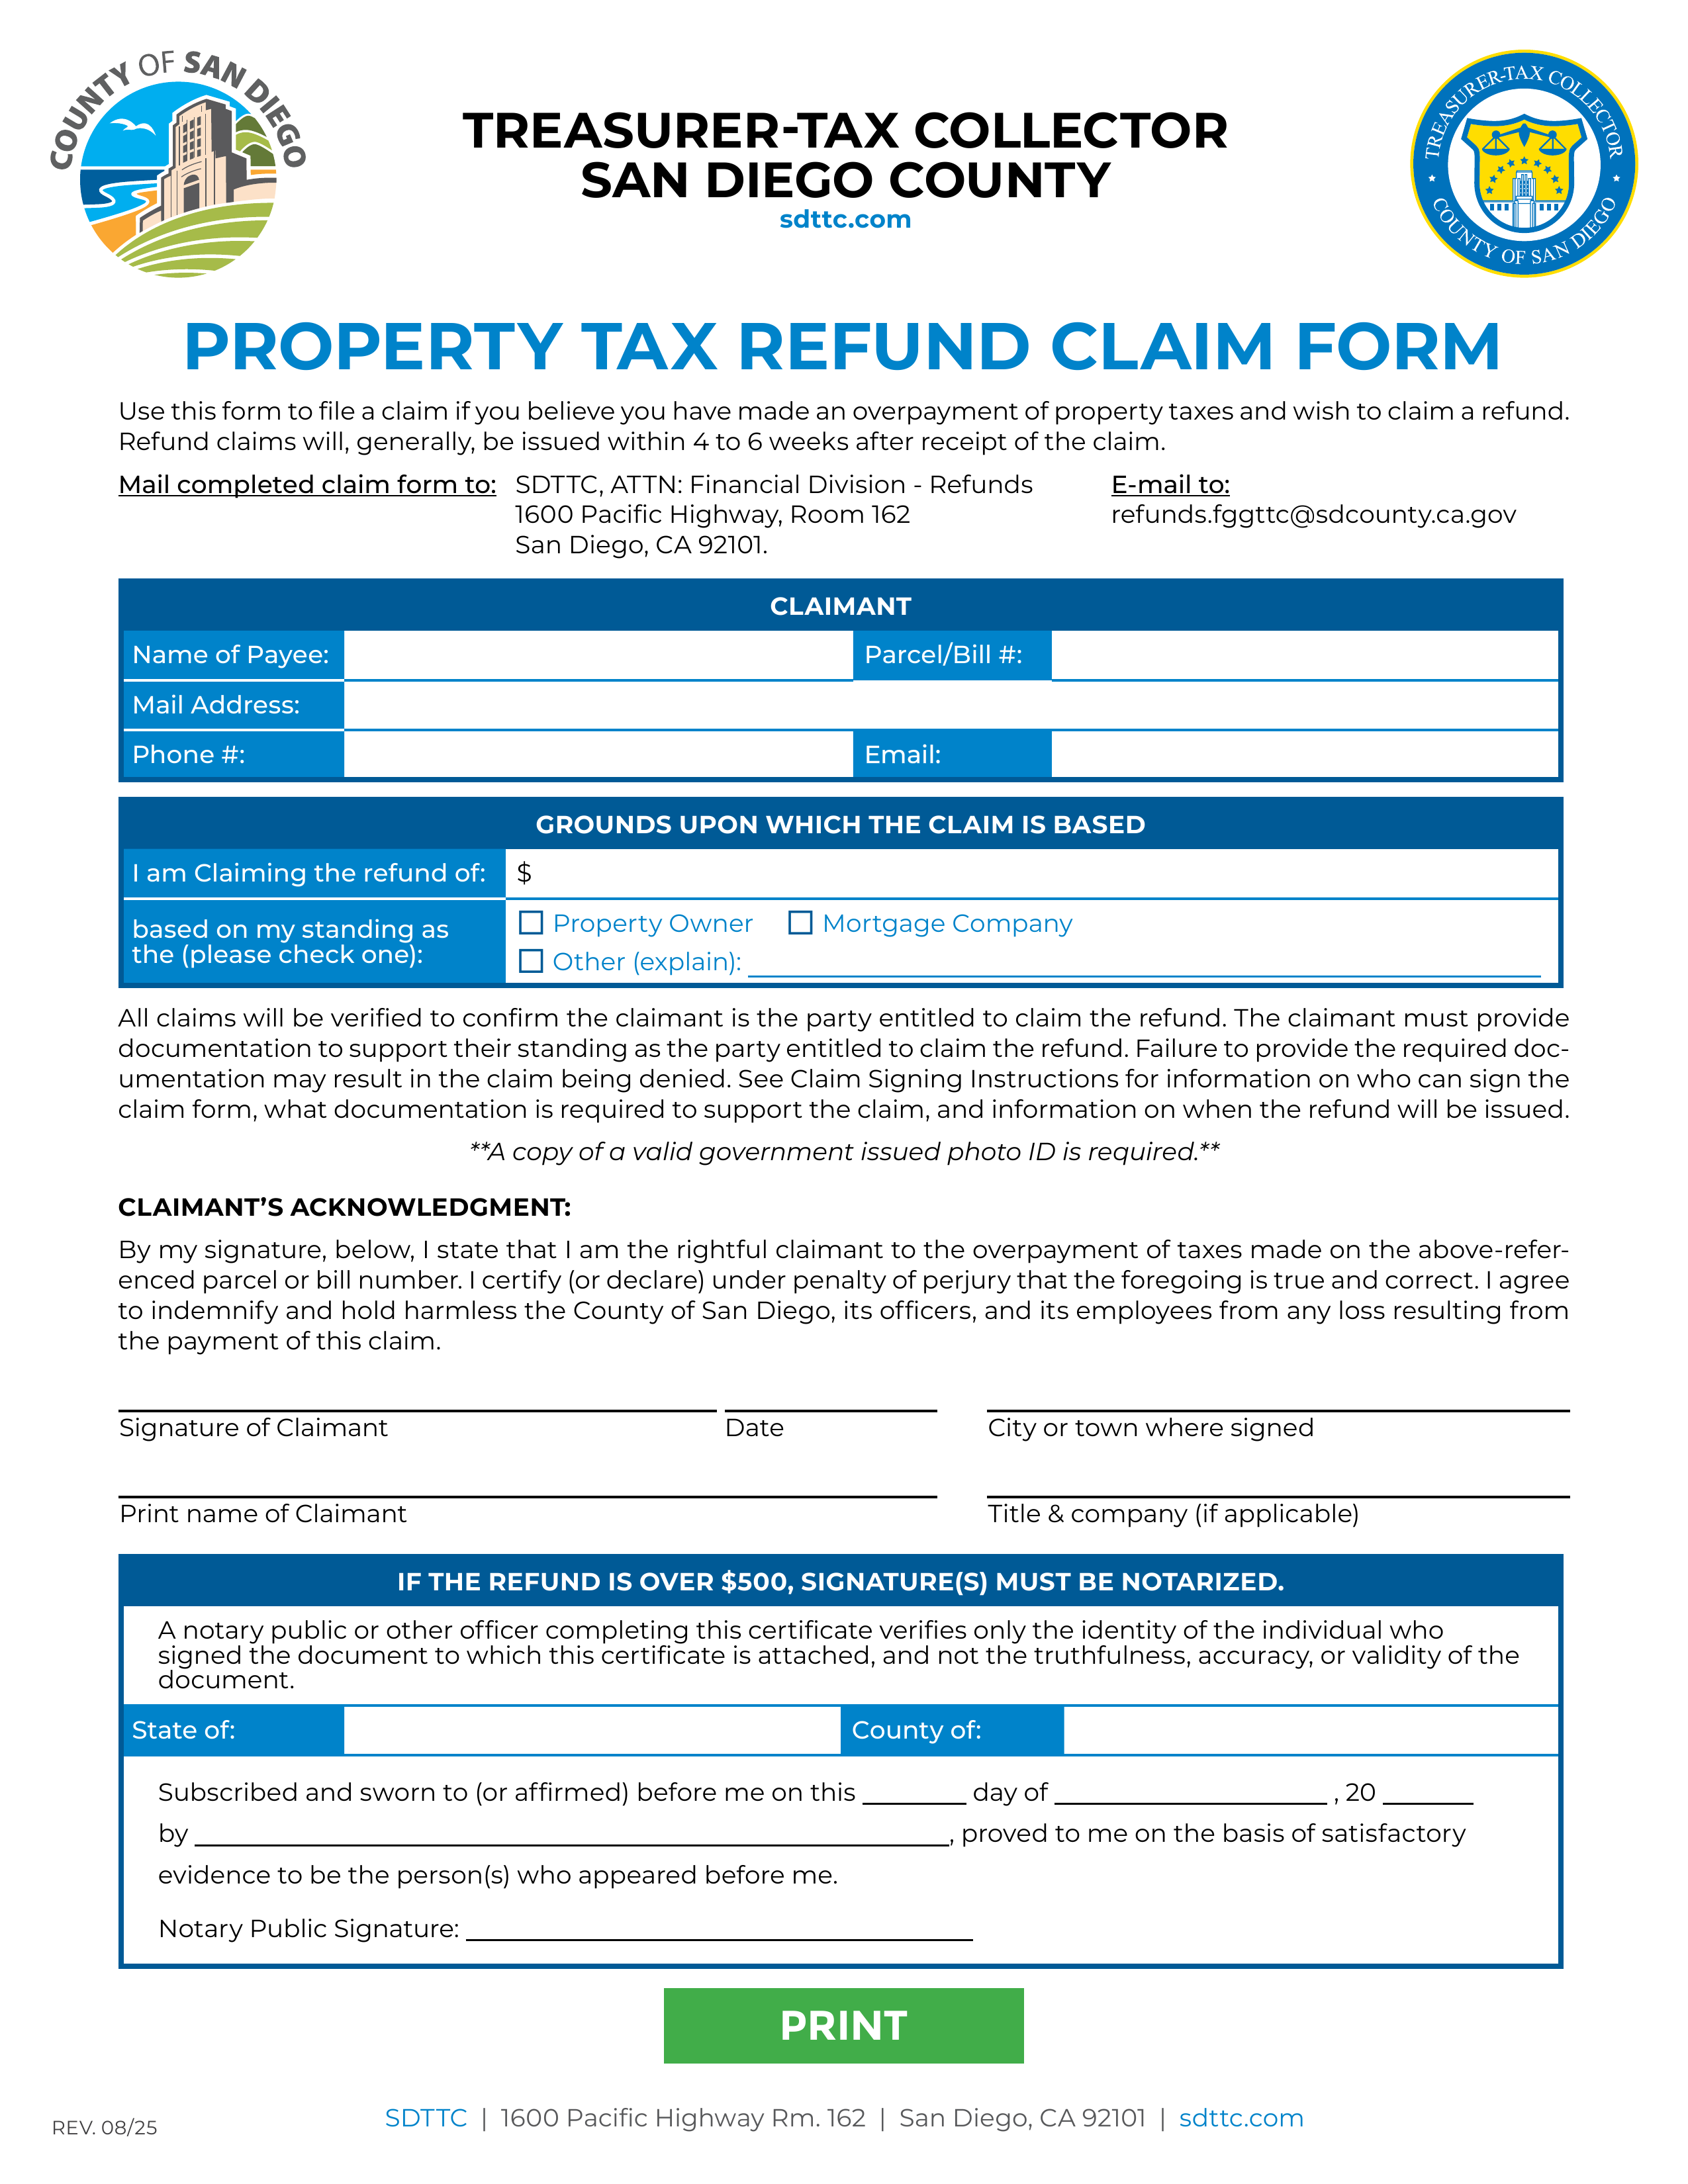 COUNTY OF SAN DIEGO
TREASURER-TAX COLLECTOR
SAN DIEGO COUNTY
sdttc.com
TREASURER-TAX COLLECTOR
COUNTY OF SAN DIEGO
PROPERTY TAX REFUND CLAIM FORM
Use this form to file a claim if you believe you have made an overpayment of property taxes and wish to claim a refund.
Refund claims will, generally, be issued within 4 to 6 weeks after receipt of the claim.
Mail completed claim form to: SDTTC, ATTN: Financial Division - Refunds E-mail to:
1600 Pacific Highway, Room 162 refunds.fggttc@sdcounty.ca.gov
San Diego, CA 92101.
CLAIMANT
Name of Payee: Parcel/Bill #:
Mail Address:
Phone #: Email:
GROUNDS UPON WHICH THE CLAIM IS BASED
I am Claiming the refund of: $
based on my standing as
the (please check one):
Property Owner Mortgage Company
Other (explain):
All claims will be verified to confirm the claimant is the party entitled to claim the refund. The claimant must provide
documentation to support their standing as the party entitled to claim the refund. Failure to provide the required doc-
umentation may result in the claim being denied. See Claim Signing Instructions for information on who can sign the
claim form, what documentation is required to support the claim, and information on when the refund will be issued.
**A copy of a valid government issued photo ID is required.**
CLAIMANT'S ACKNOWLEDGMENT:
By my signature, below, I state that I am the rightful claimant to the overpayment of taxes made on the above-refer-
enced parcel or bill number. I certify (or declare) under penalty of perjury that the foregoing is true and correct. I agree
to indemnify and hold harmless the County of San Diego, its officers, and its employees from any loss resulting from
the payment of this claim.
Signature of Claimant Date City or town where signed
Print name of Claimant Title & company (if applicable)
IF THE REFUND IS OVER $500, SIGNATURE(S) MUST BE NOTARIZED.
A notary public or other officer completing this certificate verifies only the identity of the individual who
signed the document to which this certificate is attached, and not the truthfulness, accuracy, or validity of the
document.
State of: County of:
Subscribed and sworn to (or affirmed) before me on this ____ day of ____ , 20 ____
by ____, proved to me on the basis of satisfactory
evidence to be the person(s) who appeared before me.
Notary Public Signature: ____
PRINT
REV. 08/25
SDTTC | 1600 Pacific Highway Rm. 162 | San Diego, CA 92101 | sdttc.com